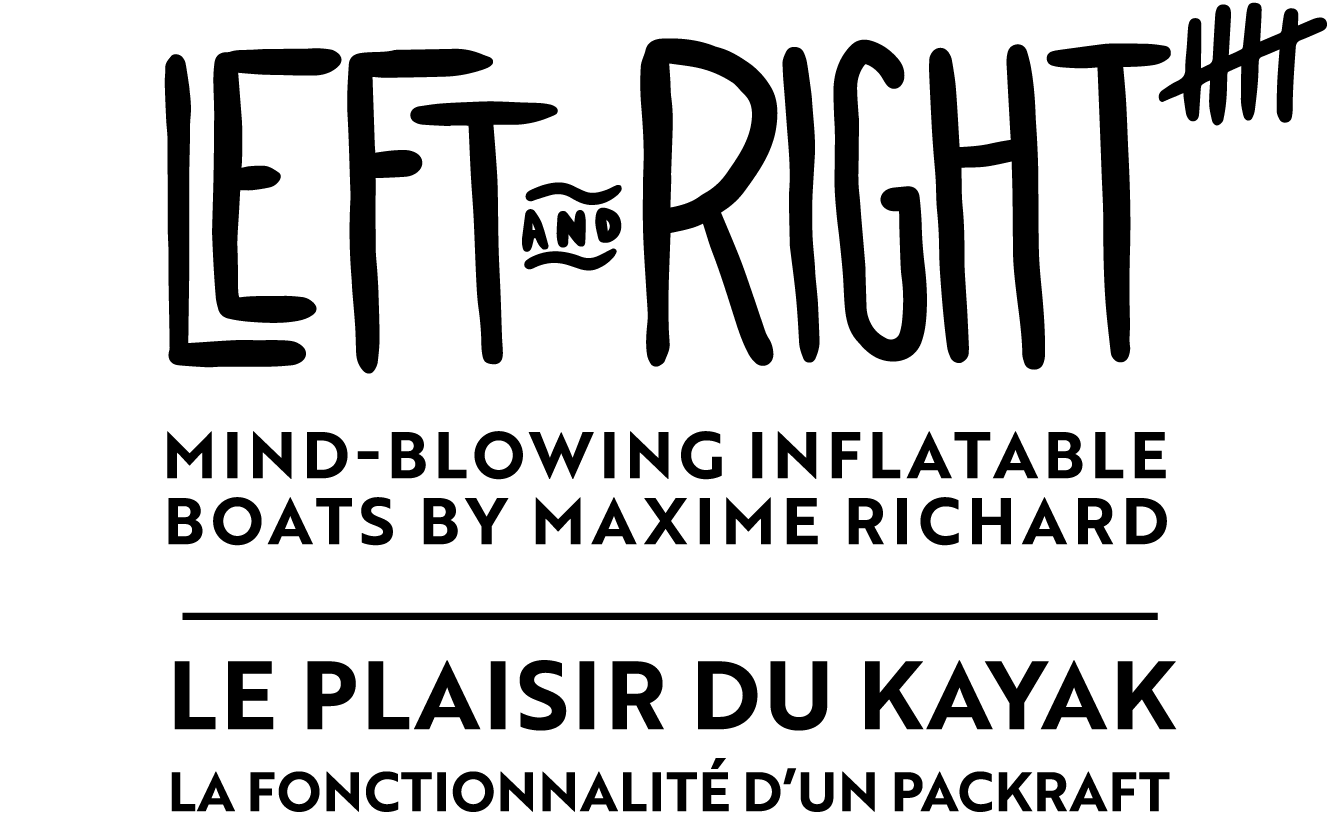 LEFT AND RIGHT
MIND-BLOWING INFLATABLE
BOATS BY MAXIME RICHARD
LE PLAISIR DU KAYAK
LA FONCTIONNALITÉ D'UN PACKRAFT